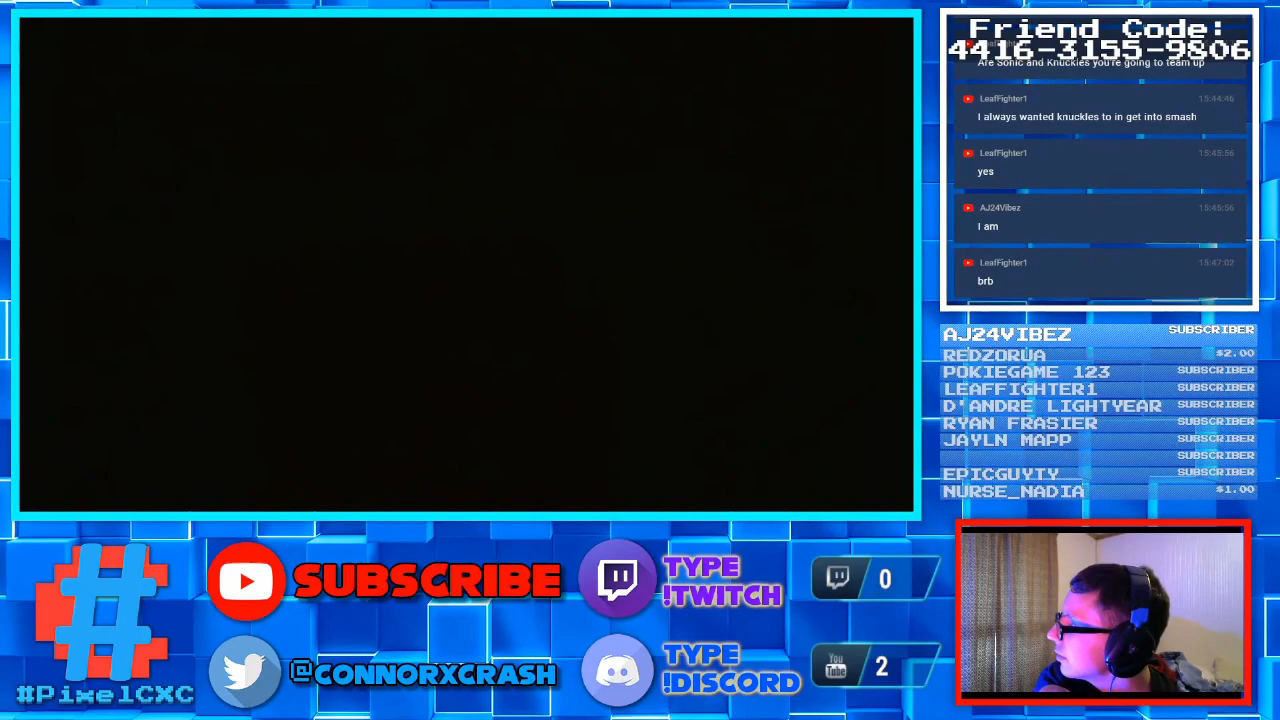 Friend Code:
4416-3155-9806
Are Sonic and Knuckles you're going to team up
LeafFighter1 15:44:46
I always wanted knuckles to in get into smash
LeafFighter1 15:45:56
yes
AJ24Vibez 15:45:56
I am
LeafFighter1 15:47:02
brb
AJ24VIBEZ SUBSCRIBER
REDZORUA $2.00
POKIEGAME 123 SUBSCRIBER
LEAFFIGHTER1 SUBSCRIBER
D'ANDRE LIGHTYEAR SUBSCRIBER
RYAN FRASIER SUBSCRIBER
JAYLN MAPP SUBSCRIBER
SUBSCRIBER
EPICGUYTY SUBSCRIBER
NURSE_NADIA $1.00
#
#PixelCXC
SUBSCRIBE
@CONNORXCRASH
TYPE
!TWITCH
TYPE
!DISCORD
0
You
Tube
2